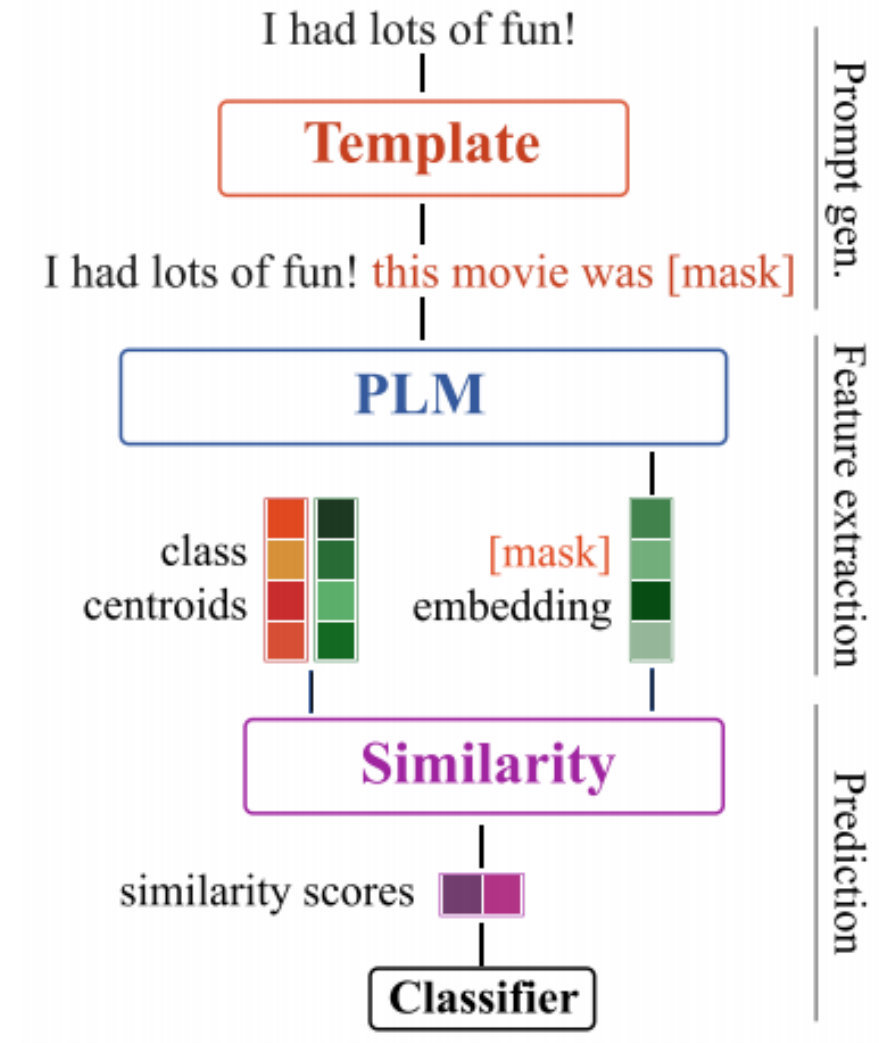 I had lots of fun!
Template
I had lots of fun! this movie was [mask]
Prompt gen.
PLM
class
centroids
[mask]
embedding
Feature extraction
Similarity
similarity scores
Classifier
Prediction